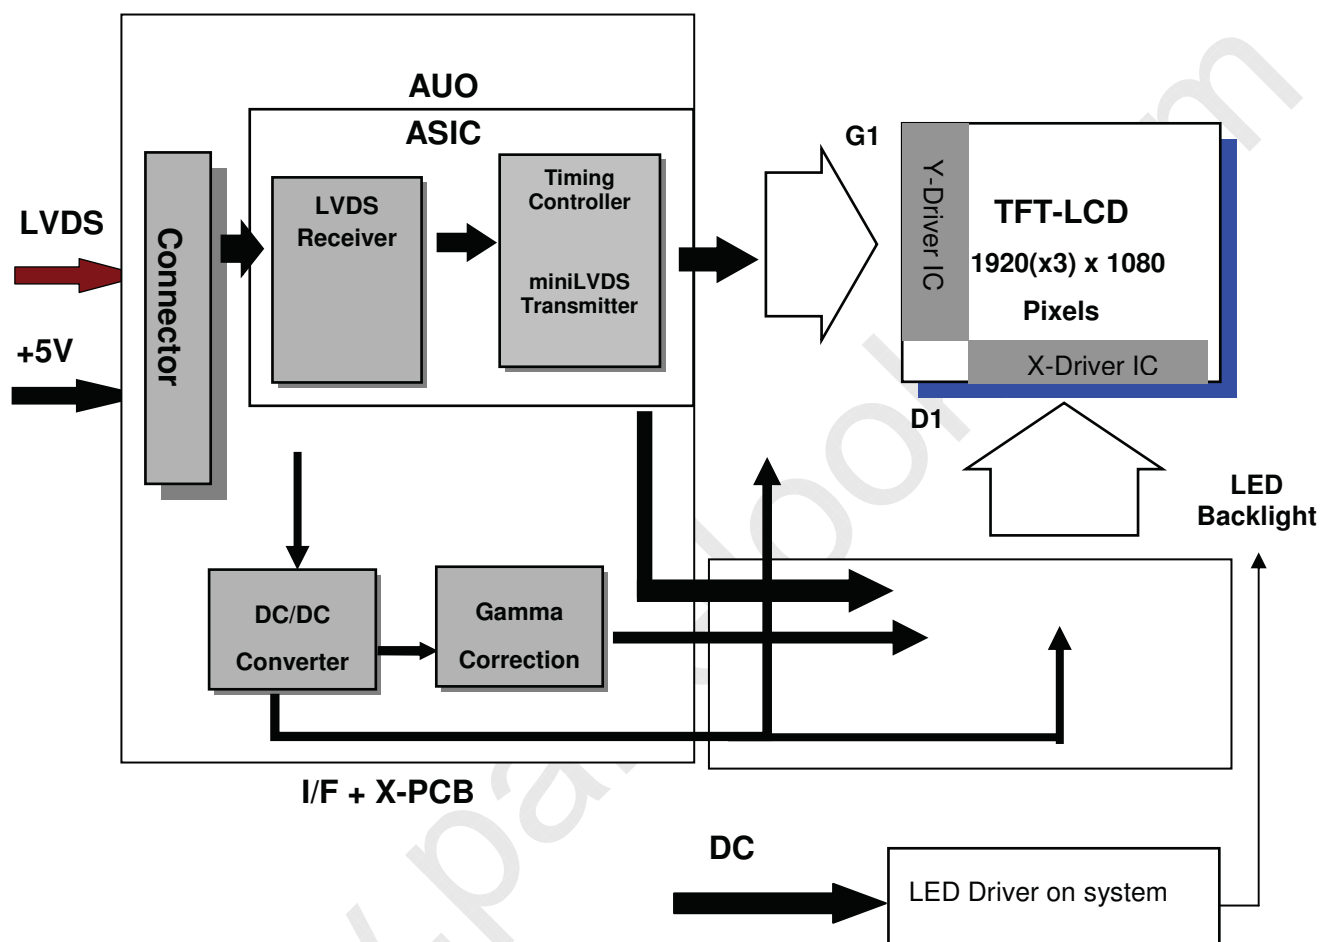 AUO
ASIC
LVDS
+5V
Connector
LVDS
Receiver
Timing
Controller
miniLVDS
Transmitter
G1
Y-Driver IC
TFT-LCD
1920(x3) x 1080
Pixels
X-Driver IC
D1
LED
Backlight
DC/DC
Converter
Gamma
Correction
I/F + X-PCB
DC
LED Driver on system